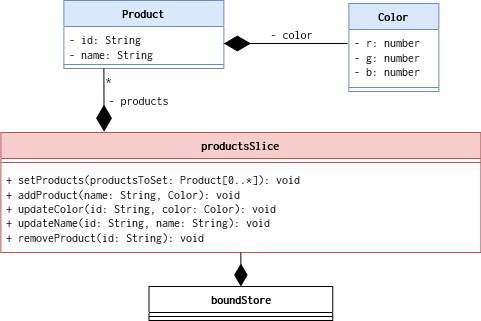 Product
- id: String
- name: String
- color
Color
- r: number
- g: number
- b: number
*
- products
productsSlice
+ setProducts(productsToSet: Product[0..*]): void
+ addProduct(name: String, Color): void
+ updateColor(id: String, color: Color): void
+ updateName(id: String, name: String): void
+ removeProduct(id: String): void
boundStore